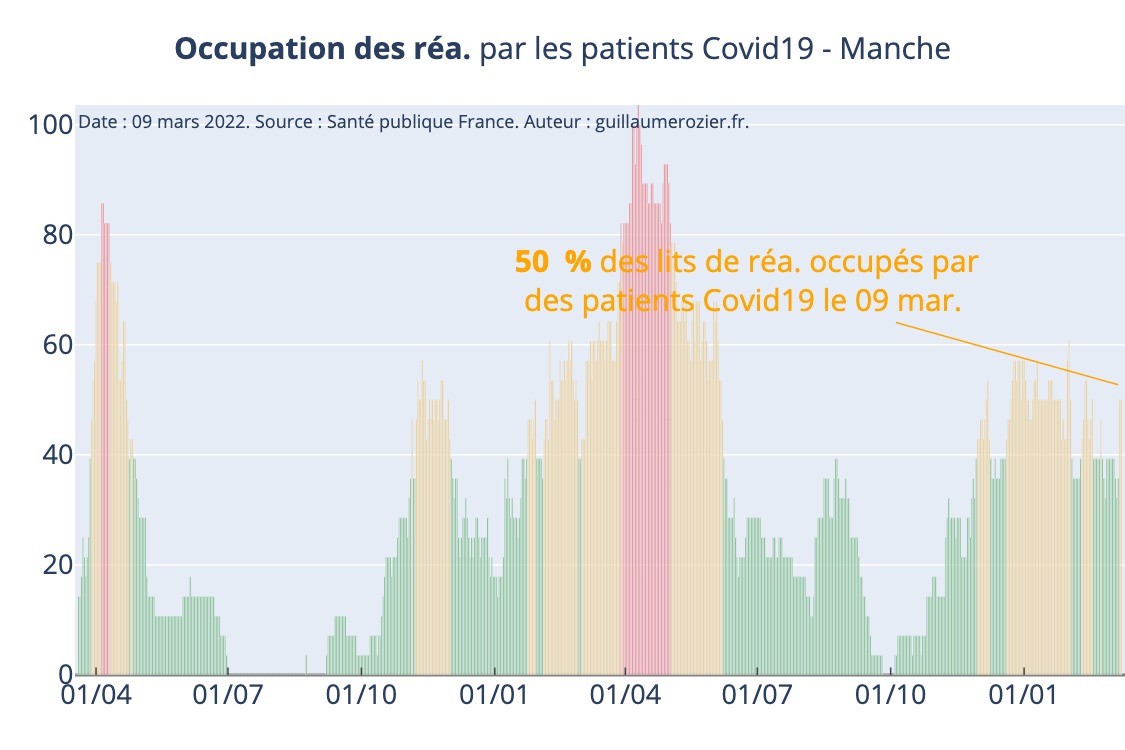 Occupation des réa. par les patients Covid19 - Manche
100
Date : 09 mars 2022. Source : Santé publique France. Auteur : guillaumerozier.fr.
80
50 % des lits de réa. occupés par
des patients Covid19 le 09 mar.
60
40
20
0
01/04 01/07 01/10 01/01 01/04 01/07 01/10 01/01